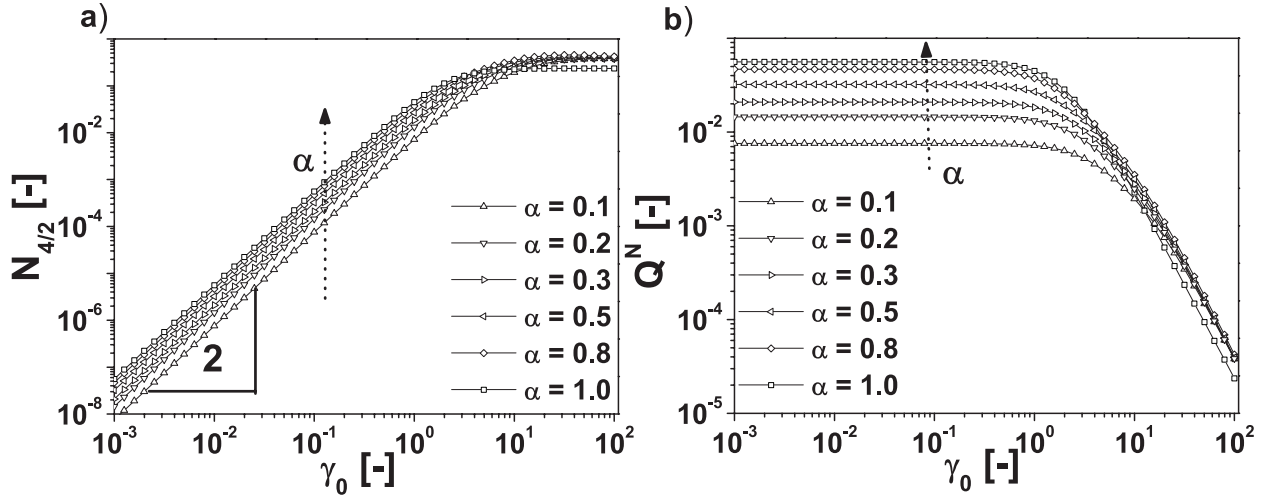 a)
N4/2 [-]
10-2
10-4
10-6
10-8
α
2
α = 0.1
α = 0.2
α = 0.3
α = 0.5
α = 0.8
α = 1.0
10-3 10-2 10-1 100 101 102
γ0 [-]
b)
QN [-]
10-2
10-3
10-4
10-5
α
α = 0.1
α = 0.2
α = 0.3
α = 0.5
α = 0.8
α = 1.0
10-3 10-2 10-1 100 101 102
γ0 [-]